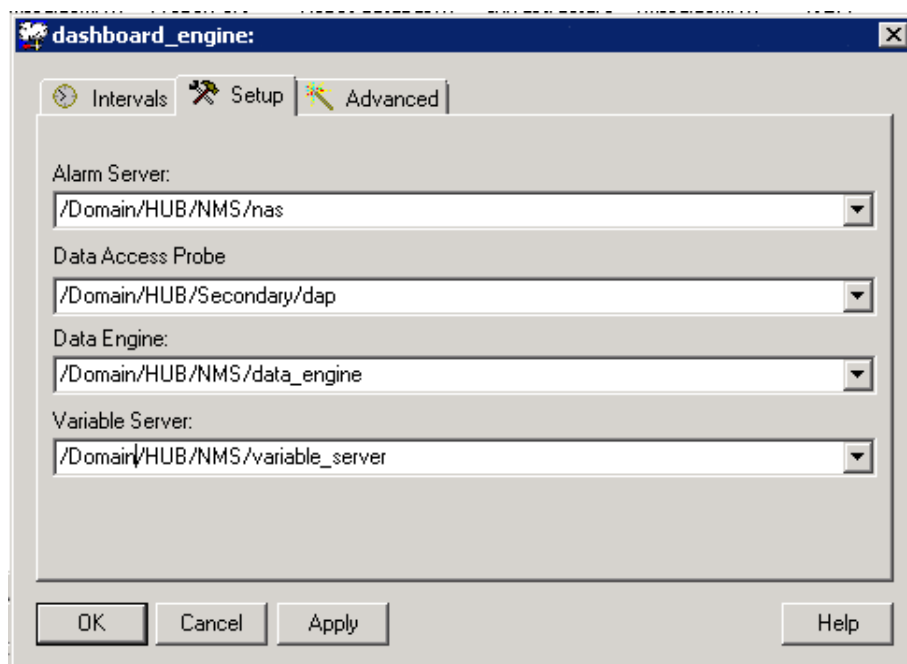 dashboard_engine:
Intervals Setup Advanced
Alarm Server:
/Domain/HUB/NMS/nas
Data Access Probe
/Domain/HUB/Secondary/dap
Data Engine:
/Domain/HUB/NMS/data_engine
Variable Server:
/Domain/HUB/NMS/variable_server
OK Cancel Apply Help